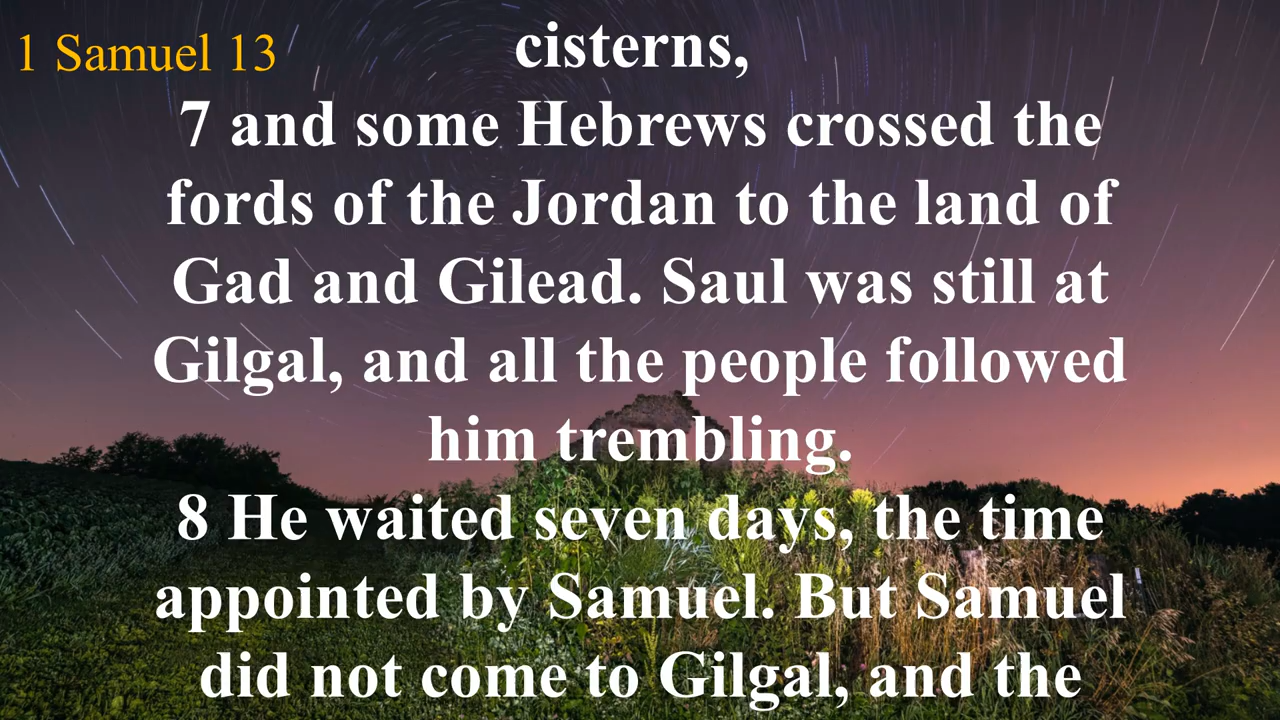 1 Samuel 13
cisterns,
7 and some Hebrews crossed the
fords of the Jordan to the land of
Gad and Gilead. Saul was still at
Gilgal, and all the people followed
him trembling.
8 He waited seven days, the time
appointed by Samuel. But Samuel
did not come to Gilgal, and the